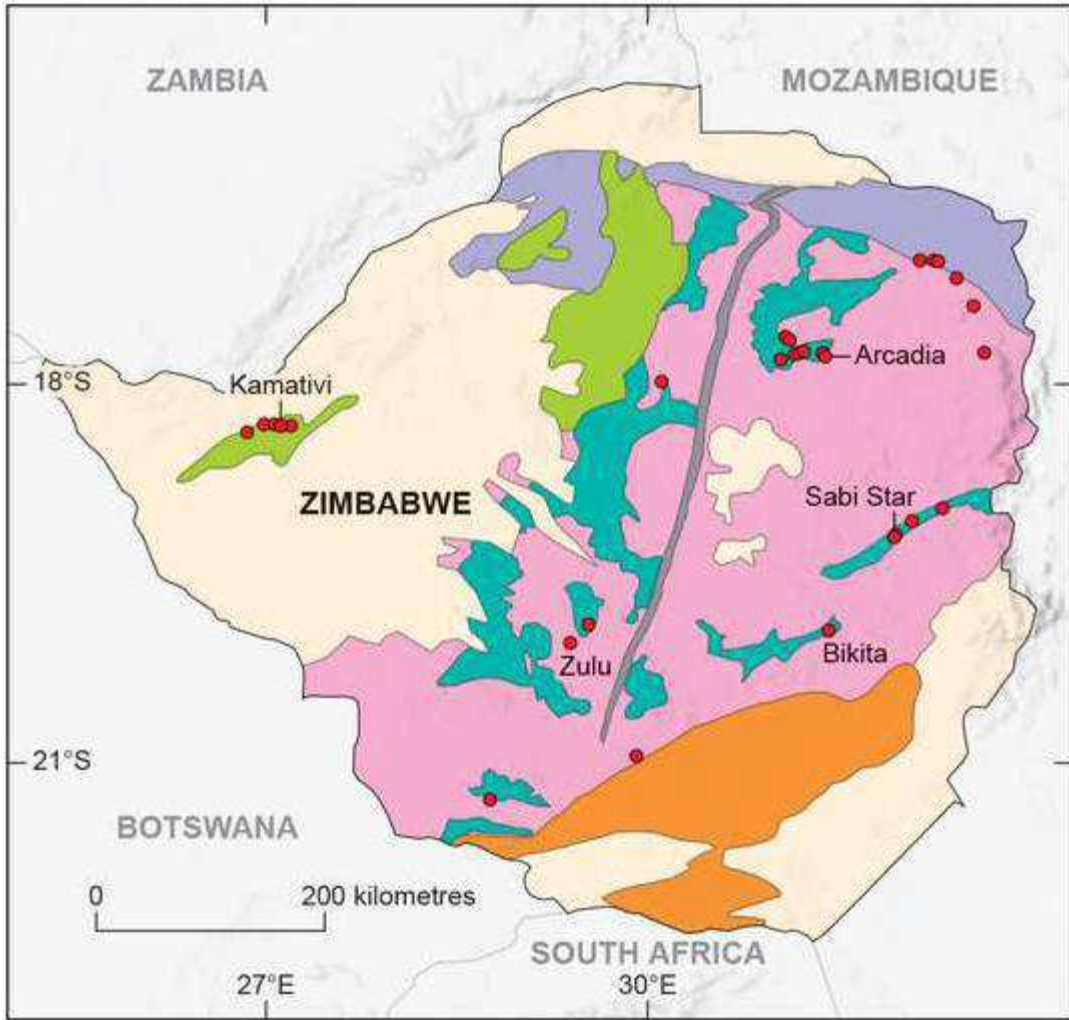 ZAMBIA
MOZAMBIQUE
18°S
Kamativi
Arcadia
ZIMBABWE
Sabi Star
Zulu
Bikita
21°S
BOTSWANA
0 200 kilometres
SOUTH AFRICA
27°E 30°E